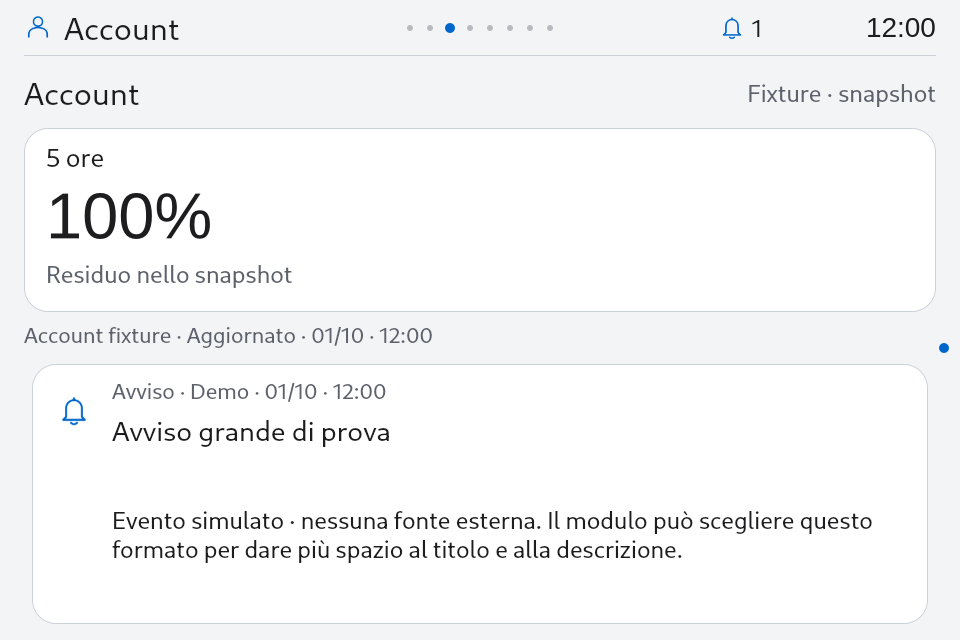 Account
1
12:00
Account
Fixture · snapshot
5 ore
100%
Residuo nello snapshot
Account fixture · Aggiornato · 01/10 · 12:00
Avviso · Demo · 01/10 · 12:00
Avviso grande di prova
Evento simulato · nessuna fonte esterna. Il modulo può scegliere questo
formato per dare più spazio al titolo e alla descrizione.